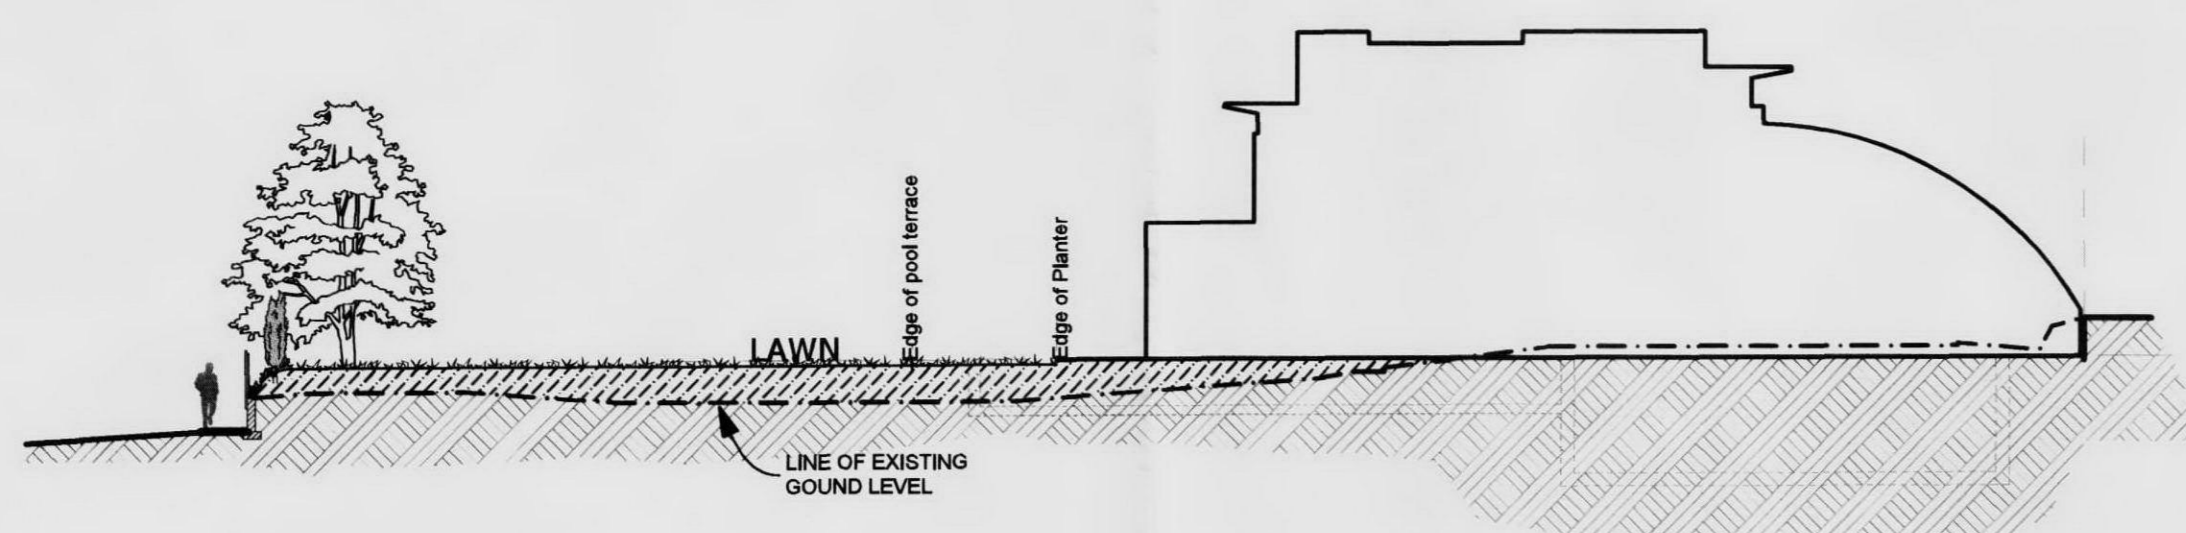 Edge of pool terrace
Edge of Planter
LAWN
LINE OF EXISTING
GOUND LEVEL